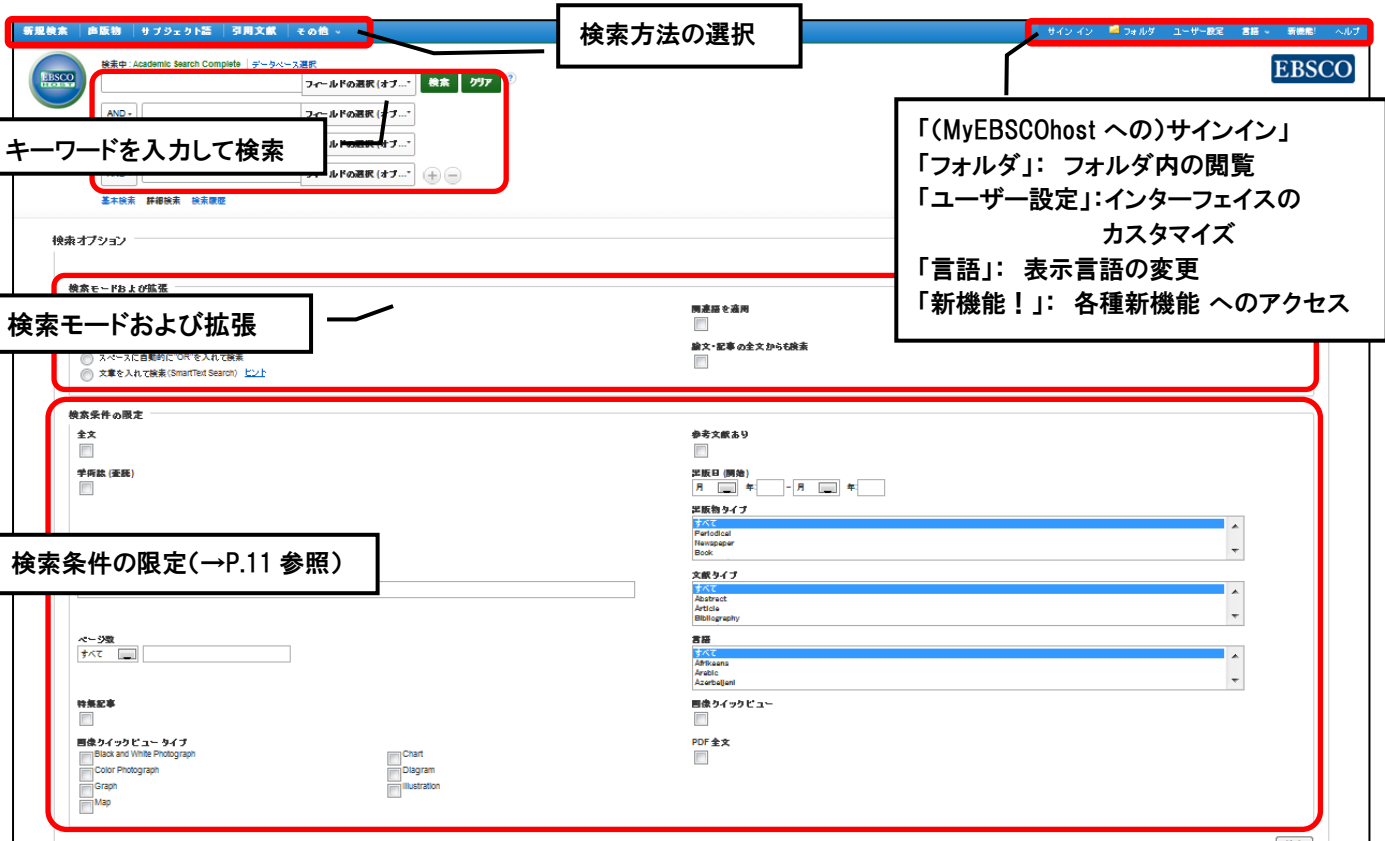 新規検索 出版物 サブジェクト語 引用文献 その他
検索方法の選択
サイン イン フォルダ ユーザー設定 言語 新機能! ヘルプ
検索中: Academic Search Complete データベース選択
EBSCO HOST
フィールドの選択 (オプ... 検索 クリア
EBSCO
AND フィールドの選択 (オプ...
キーワードを入力して検索
フィールドの選択 (オプ...
基本検索 詳細検索 検索履歴
「(MyEBSCOhost への)サインイン」
「フォルダ」: フォルダ内の閲覧
「ユーザー設定」:インターフェイスの
カスタマイズ
「言語」: 表示言語の変更
「新機能!」: 各種新機能 へのアクセス
検索オプション
検索モードおよび拡張
検索モードおよび拡張
関連語を適用
スペースに自動的に"OR"を入れて検索
論文・記事の全文からも検索
文章を入れて検索(SmartText Search) ヒント
検索条件の限定
全文
参考文献あり
学術誌 (査読)
出版日 (開始)
月 年: - 月 年:
出版物タイプ
すべて
Periodical
Newspaper
Book
検索条件の限定(→P.11 参照)
文献タイプ
すべて
Abstract
Article
Bibliography
ページ数
すべて
言語
すべて
Afrikaans
Arabic
Azerbaijani
特集記事
画像クイックビュー
画像クイックビュー タイプ
Black and White Photograph Chart
Color Photograph Diagram
Graph Illustration
Map
PDF 全文